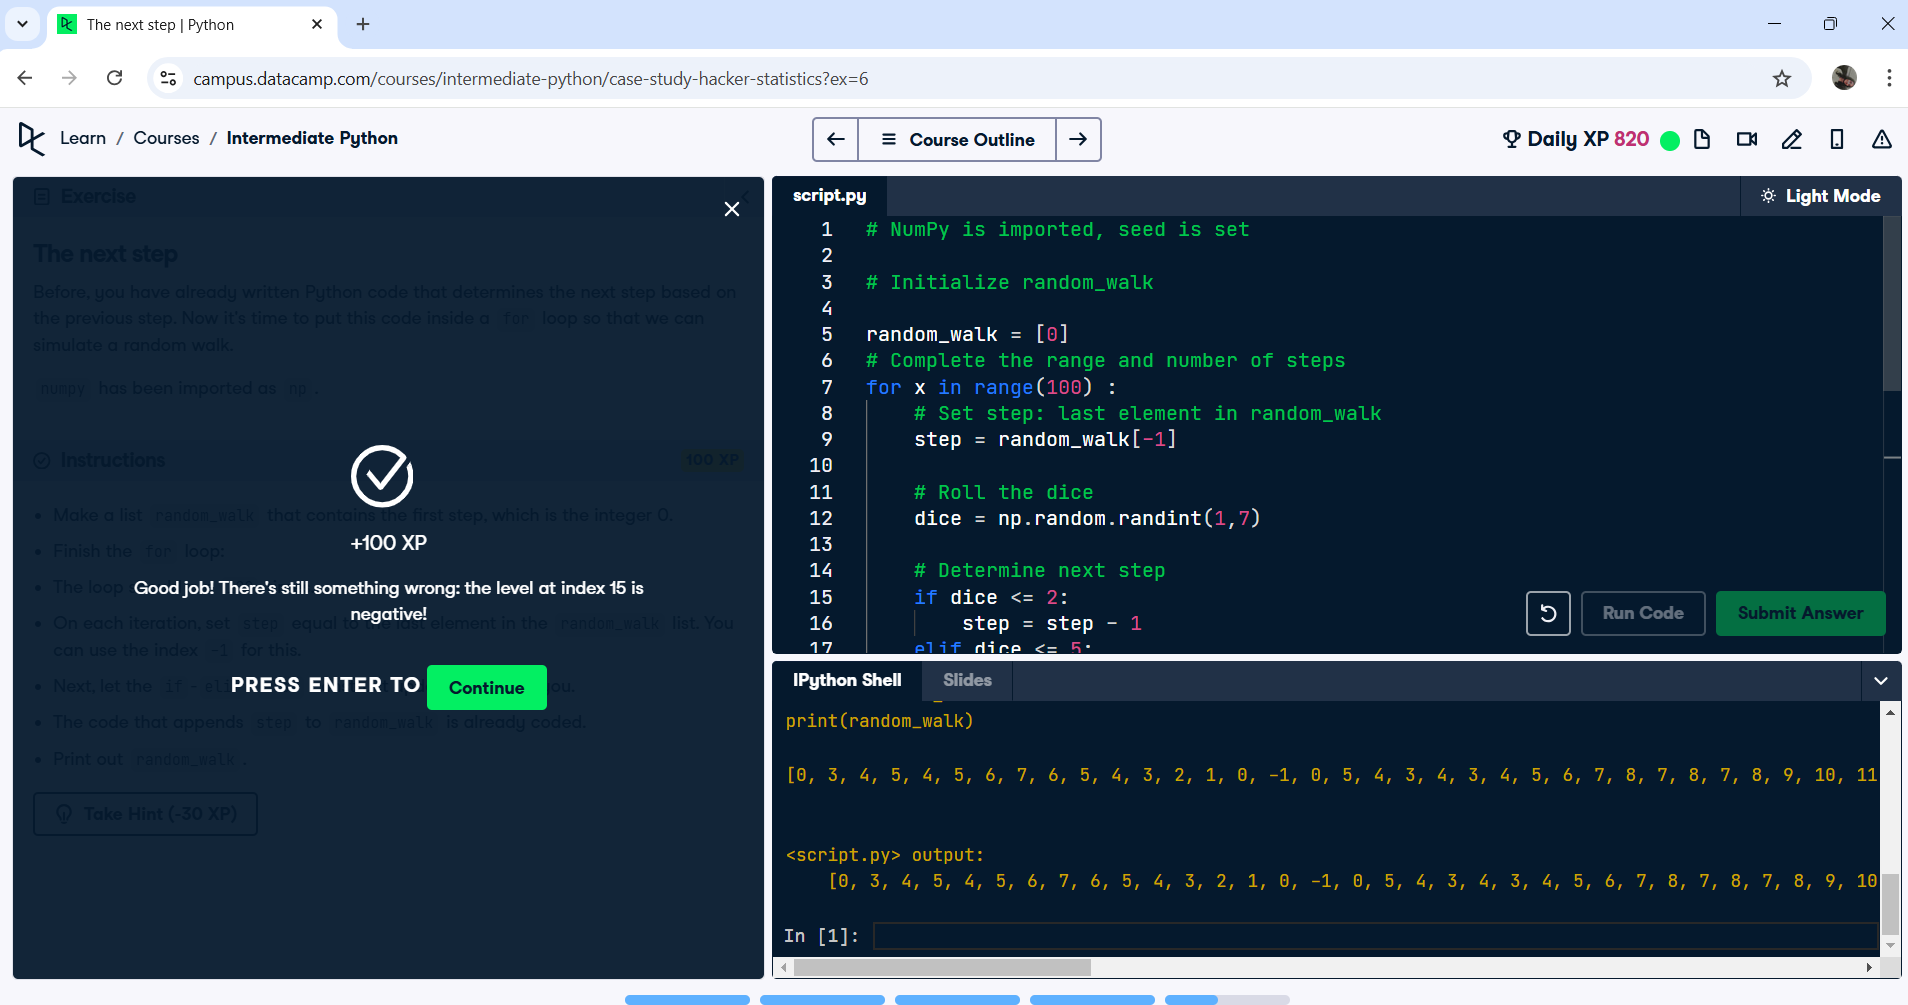 The next step | Python
campus.datacamp.com/courses/intermediate-python/case-study-hacker-statistics?ex=6
Learn / Courses / Intermediate Python
Course Outline
Daily XP 820
Exercise
The next step
Before, you have already written Python code that determines the next step based on
the previous step. Now it's time to put this code inside a for loop so that we can
simulate a random walk.
numpy has been imported as np .
Instructions
100 XP
• Make a list random_walk that contains the first step, which is the integer 0.
• Finish the for loop:
• The loop
• On each iteration, set step equal to the last element in the random_walk list. You
can use the index -1 for this.
• Next, let the if - eli you.
• The code that appends step to random_walk is already coded.
• Print out random_walk .
Take Hint (-30 XP)
+100 XP
Good job! There's still something wrong: the level at index 15 is
negative!
PRESS ENTER TO Continue
script.py
Light Mode
1 # NumPy is imported, seed is set
2
3 # Initialize random_walk
4
5 random_walk = [0]
6 # Complete the range and number of steps
7 for x in range(100) :
8 # Set step: last element in random_walk
9 step = random_walk[-1]
10
11 # Roll the dice
12 dice = np.random.randint(1,7)
13
14 # Determine next step
15 if dice <= 2:
16 step = step - 1
17 elif dice <= 5:
Run Code
Submit Answer
IPython Shell
Slides
print(random_walk)
[0, 3, 4, 5, 4, 5, 6, 7, 6, 5, 4, 3, 2, 1, 0, -1, 0, 5, 4, 3, 4, 3, 4, 5, 6, 7, 8, 7, 8, 7, 8, 9, 10, 11
<script.py> output:
[0, 3, 4, 5, 4, 5, 6, 7, 6, 5, 4, 3, 2, 1, 0, -1, 0, 5, 4, 3, 4, 3, 4, 5, 6, 7, 8, 7, 8, 7, 8, 9, 10
In [1]: